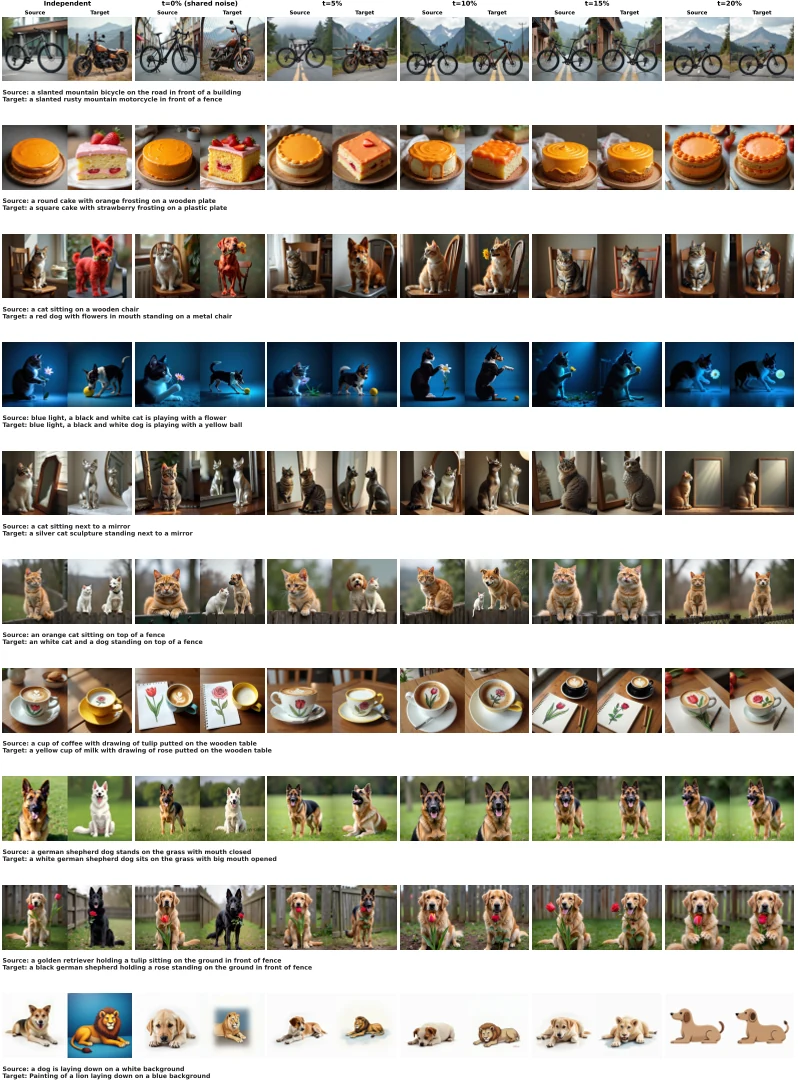 Independent t=0% (shared noise) t=5% t=10% t=15% t=20%
Source Target Source Target Source Target Source Target Source Target Source Target
Source: a slanted mountain bicycle on the road in front of a building
Target: a slanted rusty mountain motorcycle in front of a fence
Source: a round cake with orange frosting on a wooden plate
Target: a square cake with strawberry frosting on a plastic plate
Source: a cat sitting on a wooden chair
Target: a red dog with flowers in mouth standing on a metal chair
Source: blue light, a black and white cat is playing with a flower
Target: blue light, a black and white dog is playing with a yellow ball
Source: a cat sitting next to a mirror
Target: a silver cat sculpture standing next to a mirror
Source: an orange cat sitting on top of a fence
Target: an white cat and a dog standing on top of a fence
Source: a cup of coffee with drawing of tulip putted on the wooden table
Target: a yellow cup of milk with drawing of rose putted on the wooden table
Source: a german shepherd dog stands on the grass with mouth closed
Target: a white german shepherd dog sits on the grass with big mouth opened
Source: a golden retriever holding a tulip sitting on the ground in front of fence
Target: a black german shepherd holding a rose standing on the ground in front of fence
Source: a dog is laying down on a white background
Target: Painting of a lion laying down on a blue background